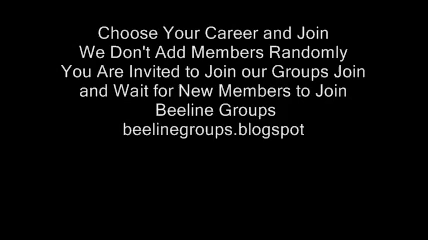 Choose Your Career and Join
We Don't Add Members Randomly
You Are Invited to Join our Groups Join
and Wait for New Members to Join
Beeline Groups
beelinegroups.blogspot